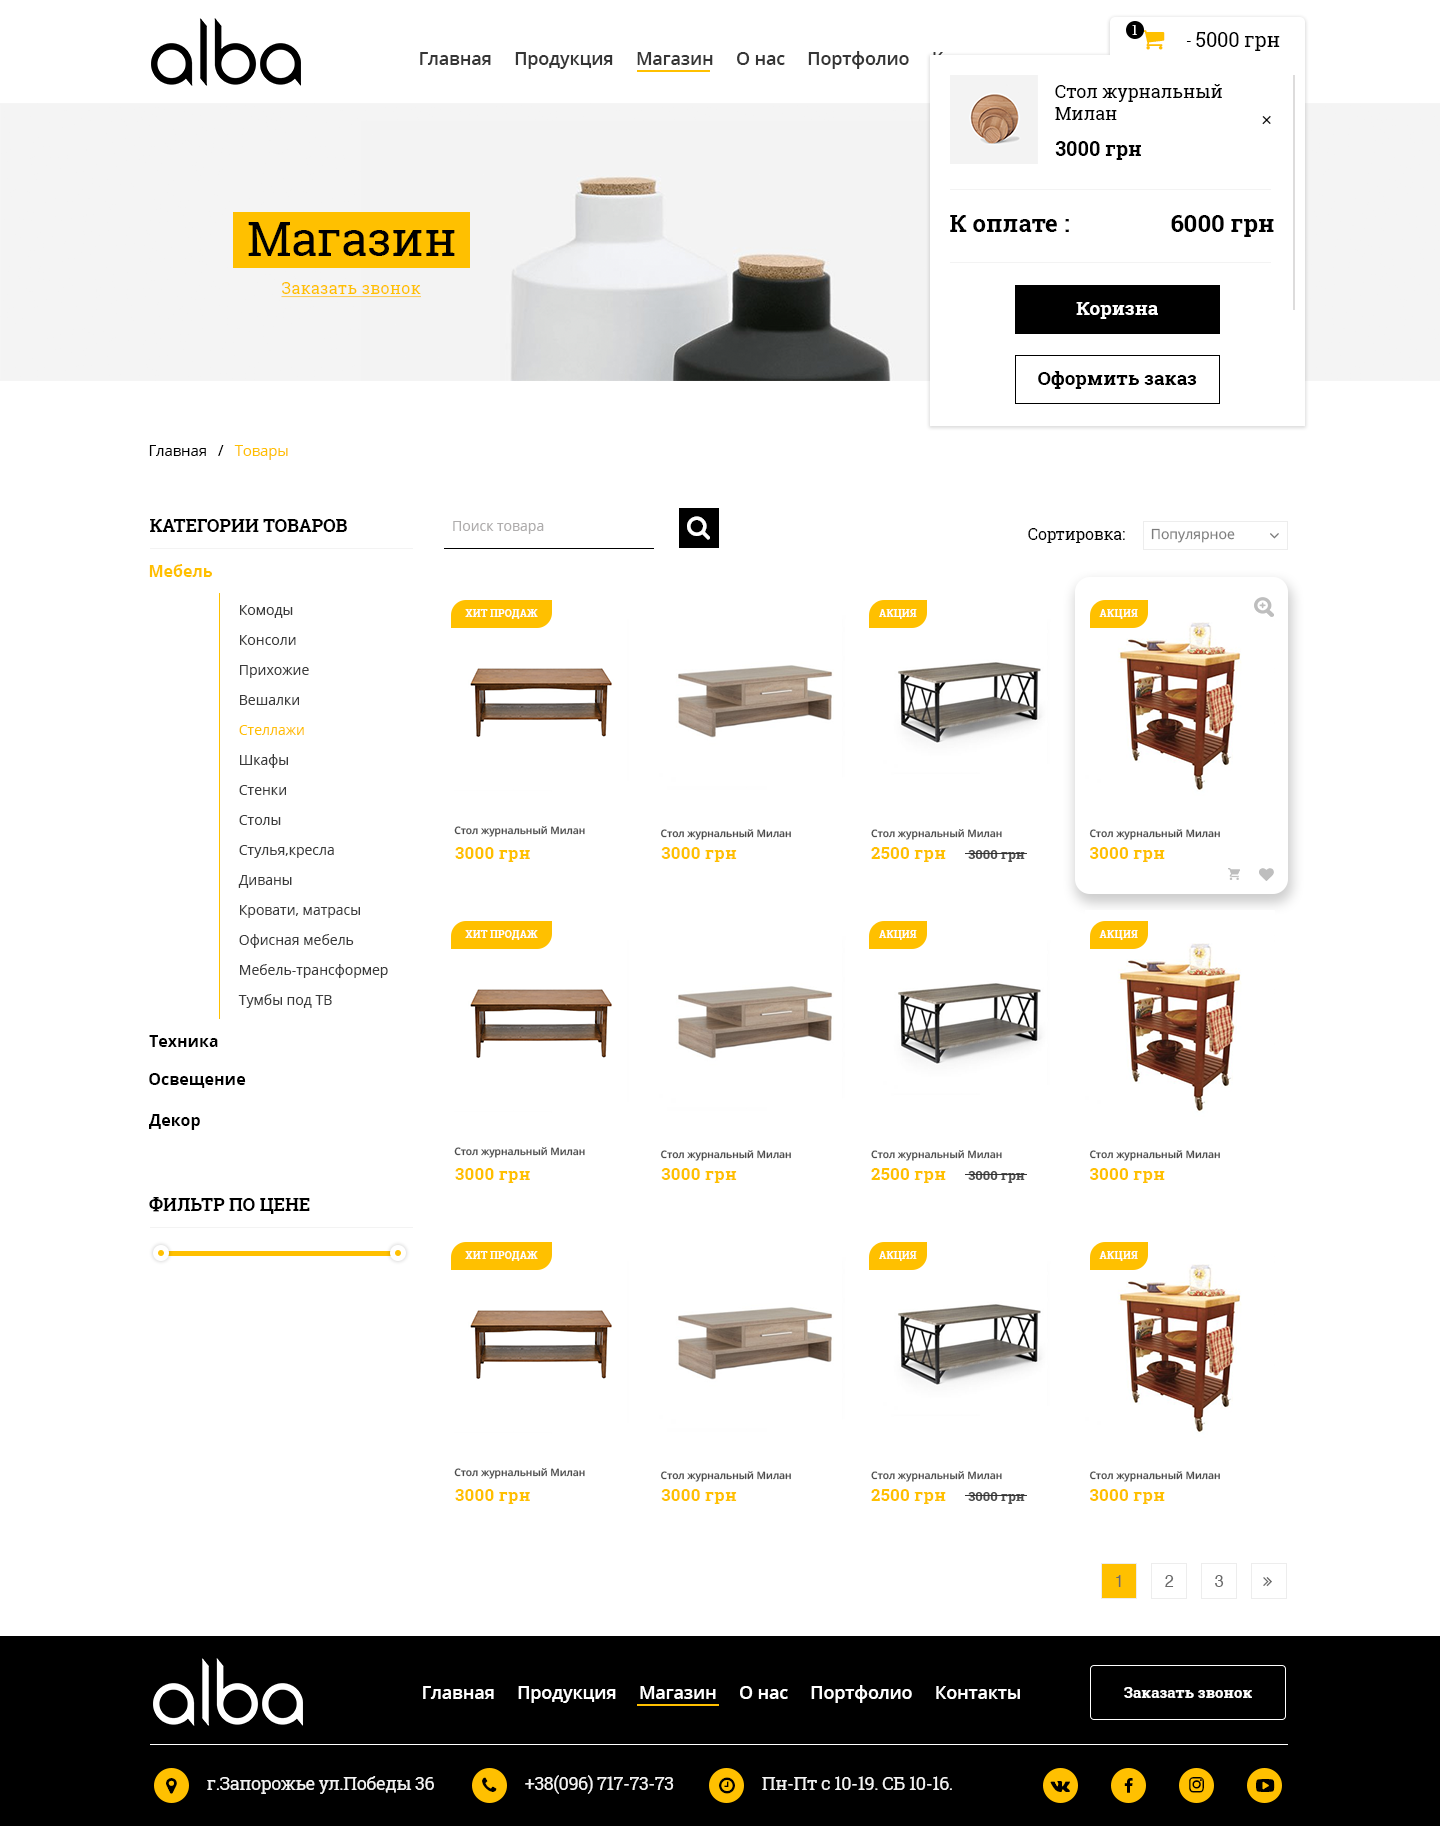 alba
Главная Продукция Магазин О нас Портфолио
1 - 5000 грн
Стол журнальный
Милан
3000 грн
×
К оплате : 6000 грн
Коризна
Оформить заказ
Магазин
Заказать звонок
Главная / Товары
КАТЕГОРИИ ТОВАРОВ
Мебель
Комоды
Консоли
Прихожие
Вешалки
Стеллажи
Шкафы
Стенки
Столы
Стулья,кресла
Диваны
Кровати, матрасы
Офисная мебель
Мебель-трансформер
Тумбы под ТВ
Техника
Освещение
Декор
ФИЛЬТР ПО ЦЕНЕ
Поиск товара
Сортировка: Популярное
ХИТ ПРОДАЖ АКЦИЯ АКЦИЯ
Стол журнальный Милан Стол журнальный Милан Стол журнальный Милан Стол журнальный Милан
3000 грн 3000 грн 2500 грн 3000 грн 3000 грн
ХИТ ПРОДАЖ АКЦИЯ АКЦИЯ
Стол журнальный Милан Стол журнальный Милан Стол журнальный Милан Стол журнальный Милан
3000 грн 3000 грн 2500 грн 3000 грн 3000 грн
ХИТ ПРОДАЖ АКЦИЯ АКЦИЯ
Стол журнальный Милан Стол журнальный Милан Стол журнальный Милан Стол журнальный Милан
3000 грн 3000 грн 2500 грн 3000 грн 3000 грн
1 2 3 »
alba
Главная Продукция Магазин О нас Портфолио Контакты
Заказать звонок
г.Запорожье ул.Победы 36 +38(096) 717-73-73 Пн-Пт с 10-19. СБ 10-16.